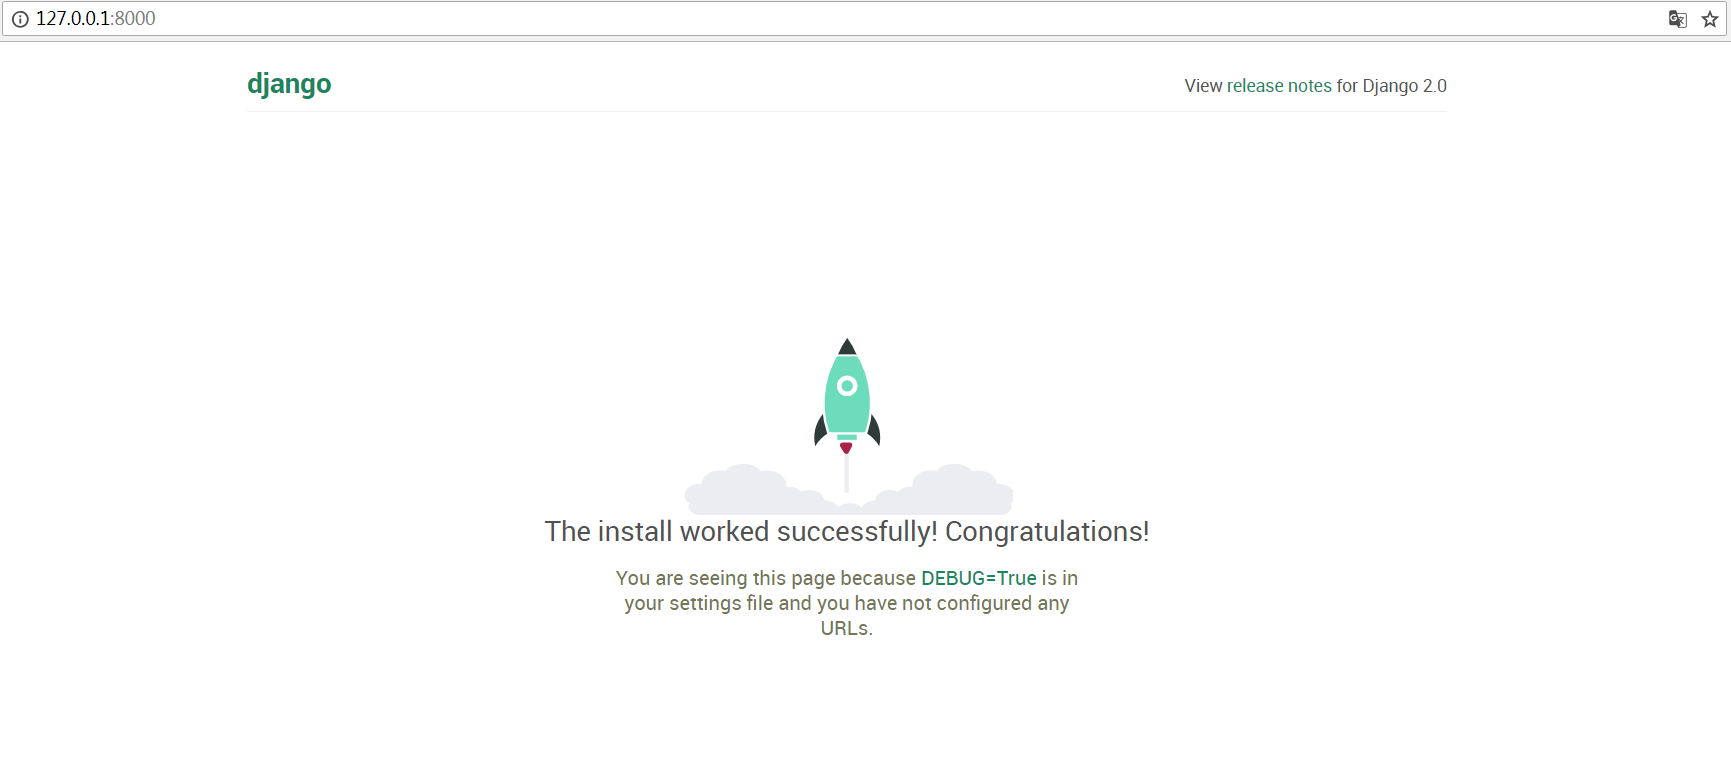 127.0.0.1:8000
django
View release notes for Django 2.0
The install worked successfully! Congratulations!
You are seeing this page because DEBUG=True is in
your settings file and you have not configured any
URLs.